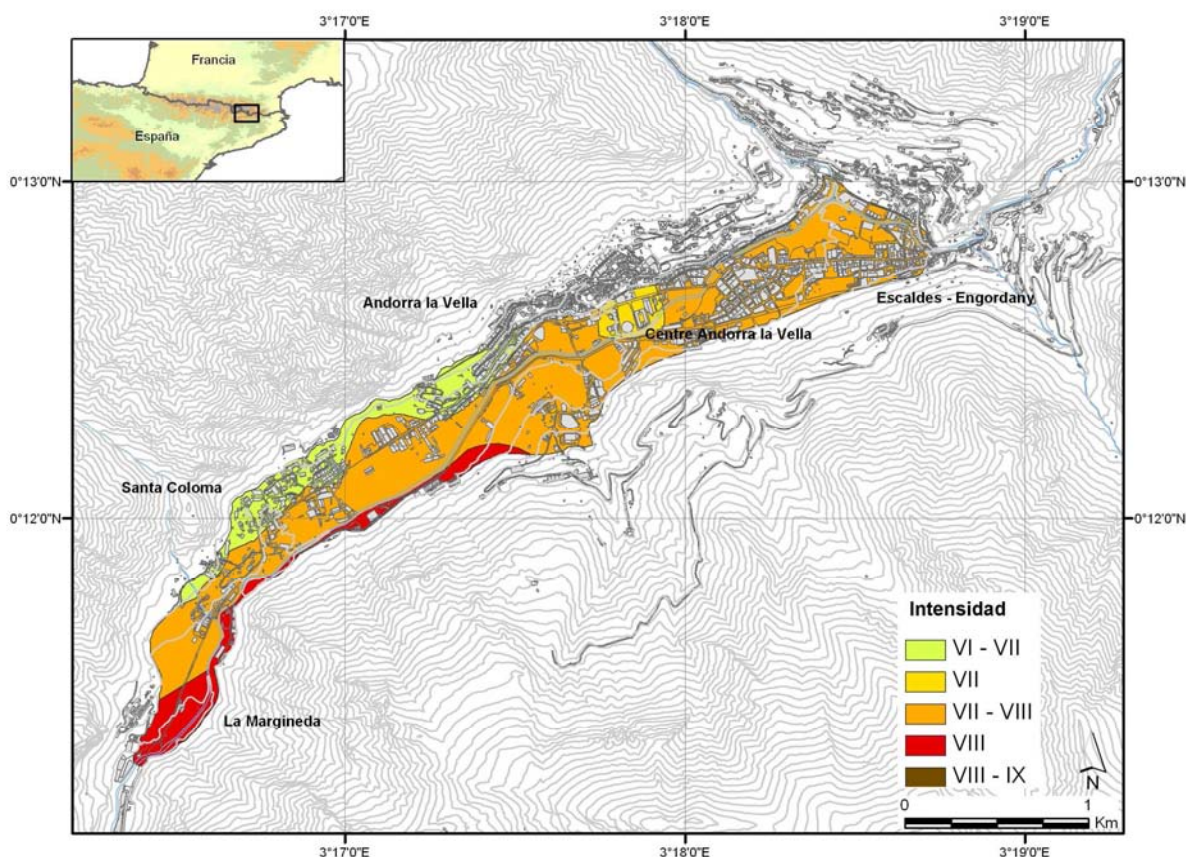 3°17'0"E
3°18'0"E
3°19'0"E
Francia
España
0°13'0"N
0°13'0"N
Andorra la Vella
Escaldes - Engordany
Centre Andorra la Vella
Santa Coloma
0°12'0"N
0°12'0"N
La Margineda
Intensidad
VI - VII
VII
VII - VIII
VIII
VIII - IX
N
0
1
Km
3°17'0"E
3°18'0"E
3°19'0"E